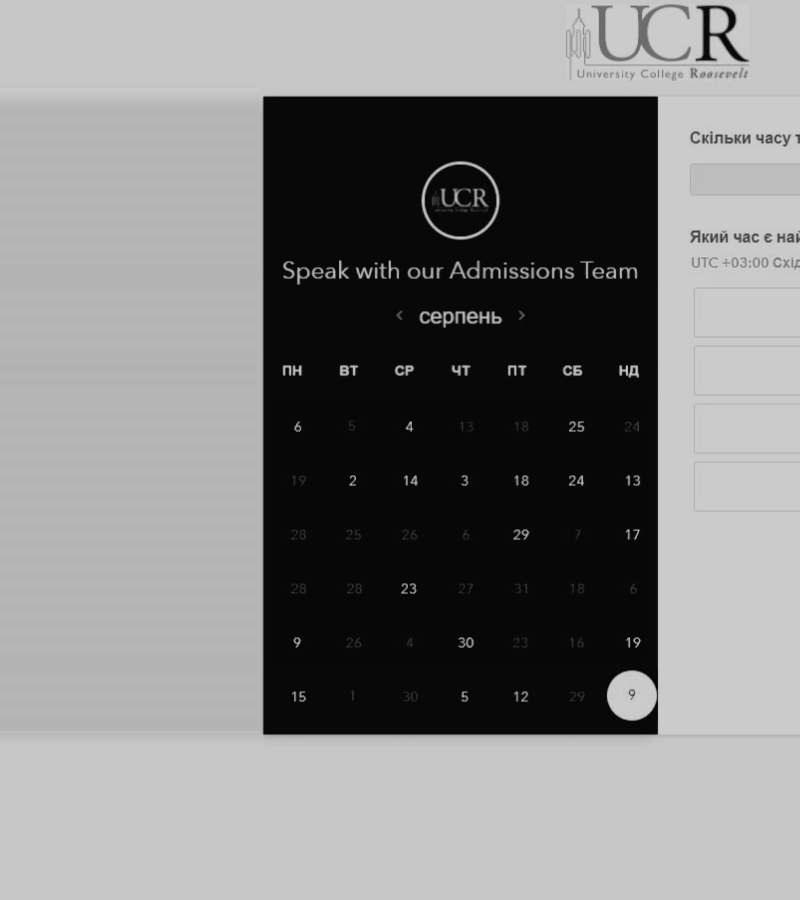 UCR
University College Roosevelt
UCR
Speak with our Admissions Team
‹ серпень ›
ПН ВТ СР ЧТ ПТ СБ НД
6 5 4 13 18 25 24
19 2 14 3 18 24 13
28 25 26 6 29 7 17
28 28 23 27 31 18 6
9 26 4 30 23 16 19
15 1 30 5 12 29 9
Скільки часу т
Який час є най
UTC +03:00 Схід